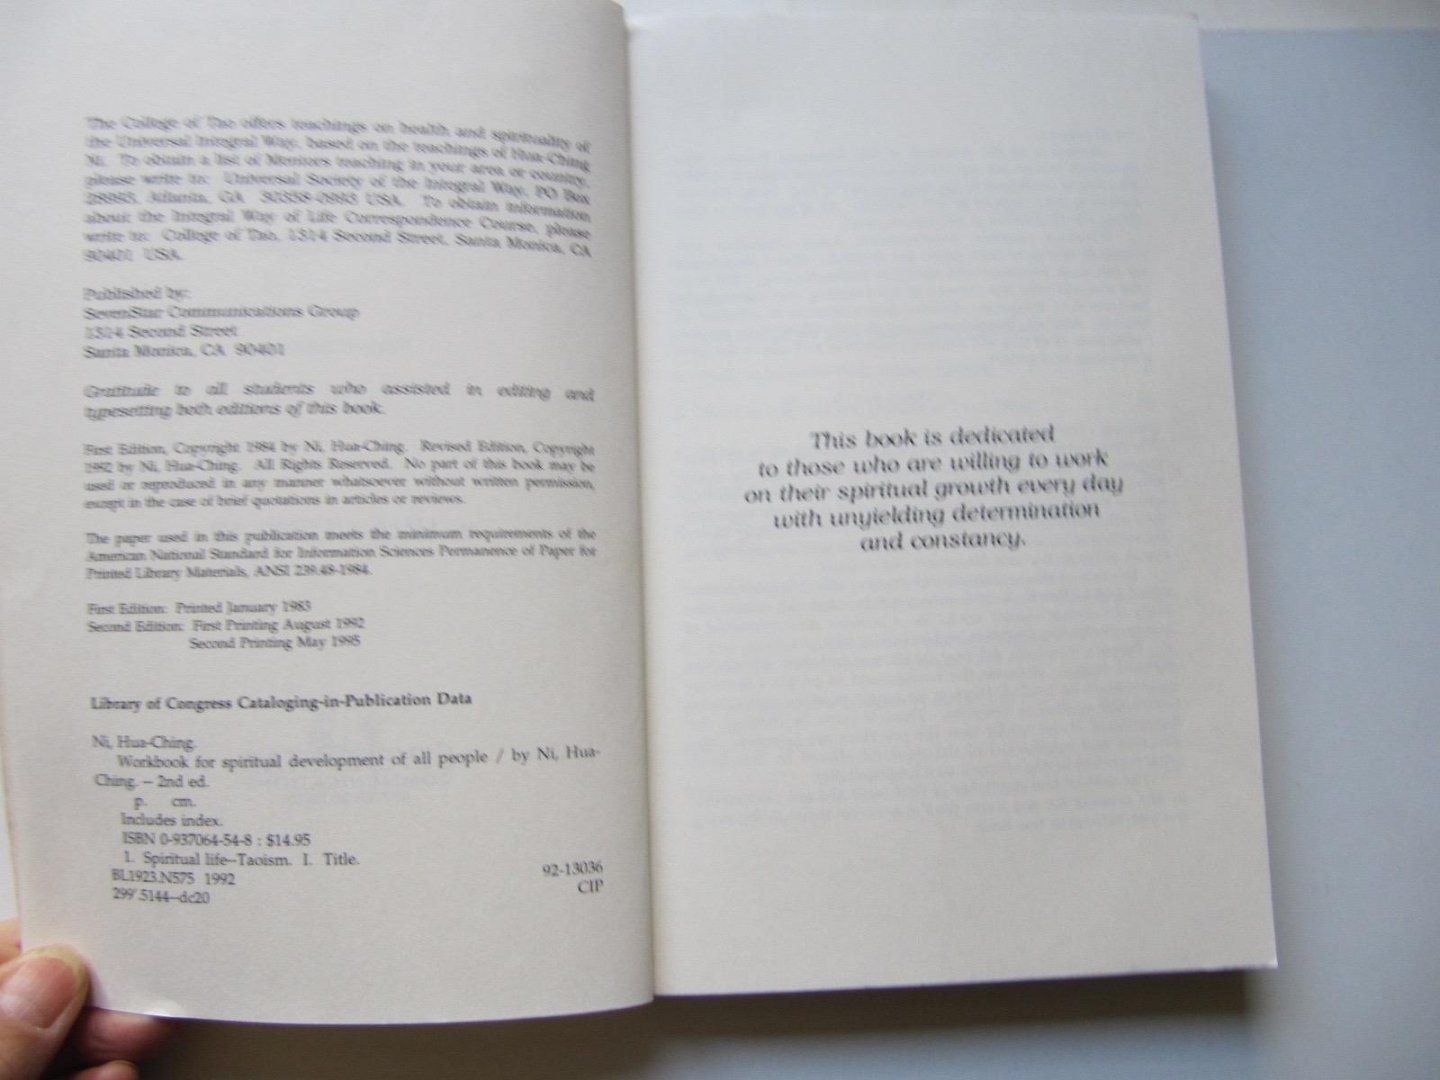 The College of Tao offers teachings on health and spirituality of
the Universal Integral Way, based on the teachings of Hua-Ching
Ni. To obtain a list of Mentors teaching in your area or country,
please write to: Universal Society of the Integral Way, PO Box
28993, Atlanta, GA 30358-0993 USA. To obtain information
about the Integral Way of Life Correspondence Course, please
write to: College of Tao, 1314 Second Street, Santa Monica, CA
90401 USA.
Published by:
SevenStar Communications Group
1314 Second Street
Santa Monica, CA 90401
Gratitude to all students who assisted in editing and
typesetting both editions of this book.
First Edition, Copyright 1984 by Ni, Hua-Ching. Revised Edition, Copyright
1992 by Ni, Hua-Ching. All Rights Reserved. No part of this book may be
used or reproduced in any manner whatsoever without written permission,
except in the case of brief quotations in articles or reviews.
The paper used in this publication meets the minimum requirements of the
American National Standard for Information Sciences Permanence of Paper for
Printed Library Materials, ANSI 239.48-1984.
First Edition: Printed January 1983
Second Edition: First Printing August 1992
Second Printing May 1995
Library of Congress Cataloging-in-Publication Data
Ni, Hua-Ching.
Workbook for spiritual development of all people / by Ni, Hua-
Ching. – 2nd ed.
p. cm.
Includes index.
ISBN 0-937064-54-8 : $14.95
1. Spiritual life--Taoism. I. Title.
BL1923.N575 1992
92-13036
299'.5144--dc20
CIP
This book is dedicated
to those who are willing to work
on their spiritual growth every day
with unyielding determination
and constancy.